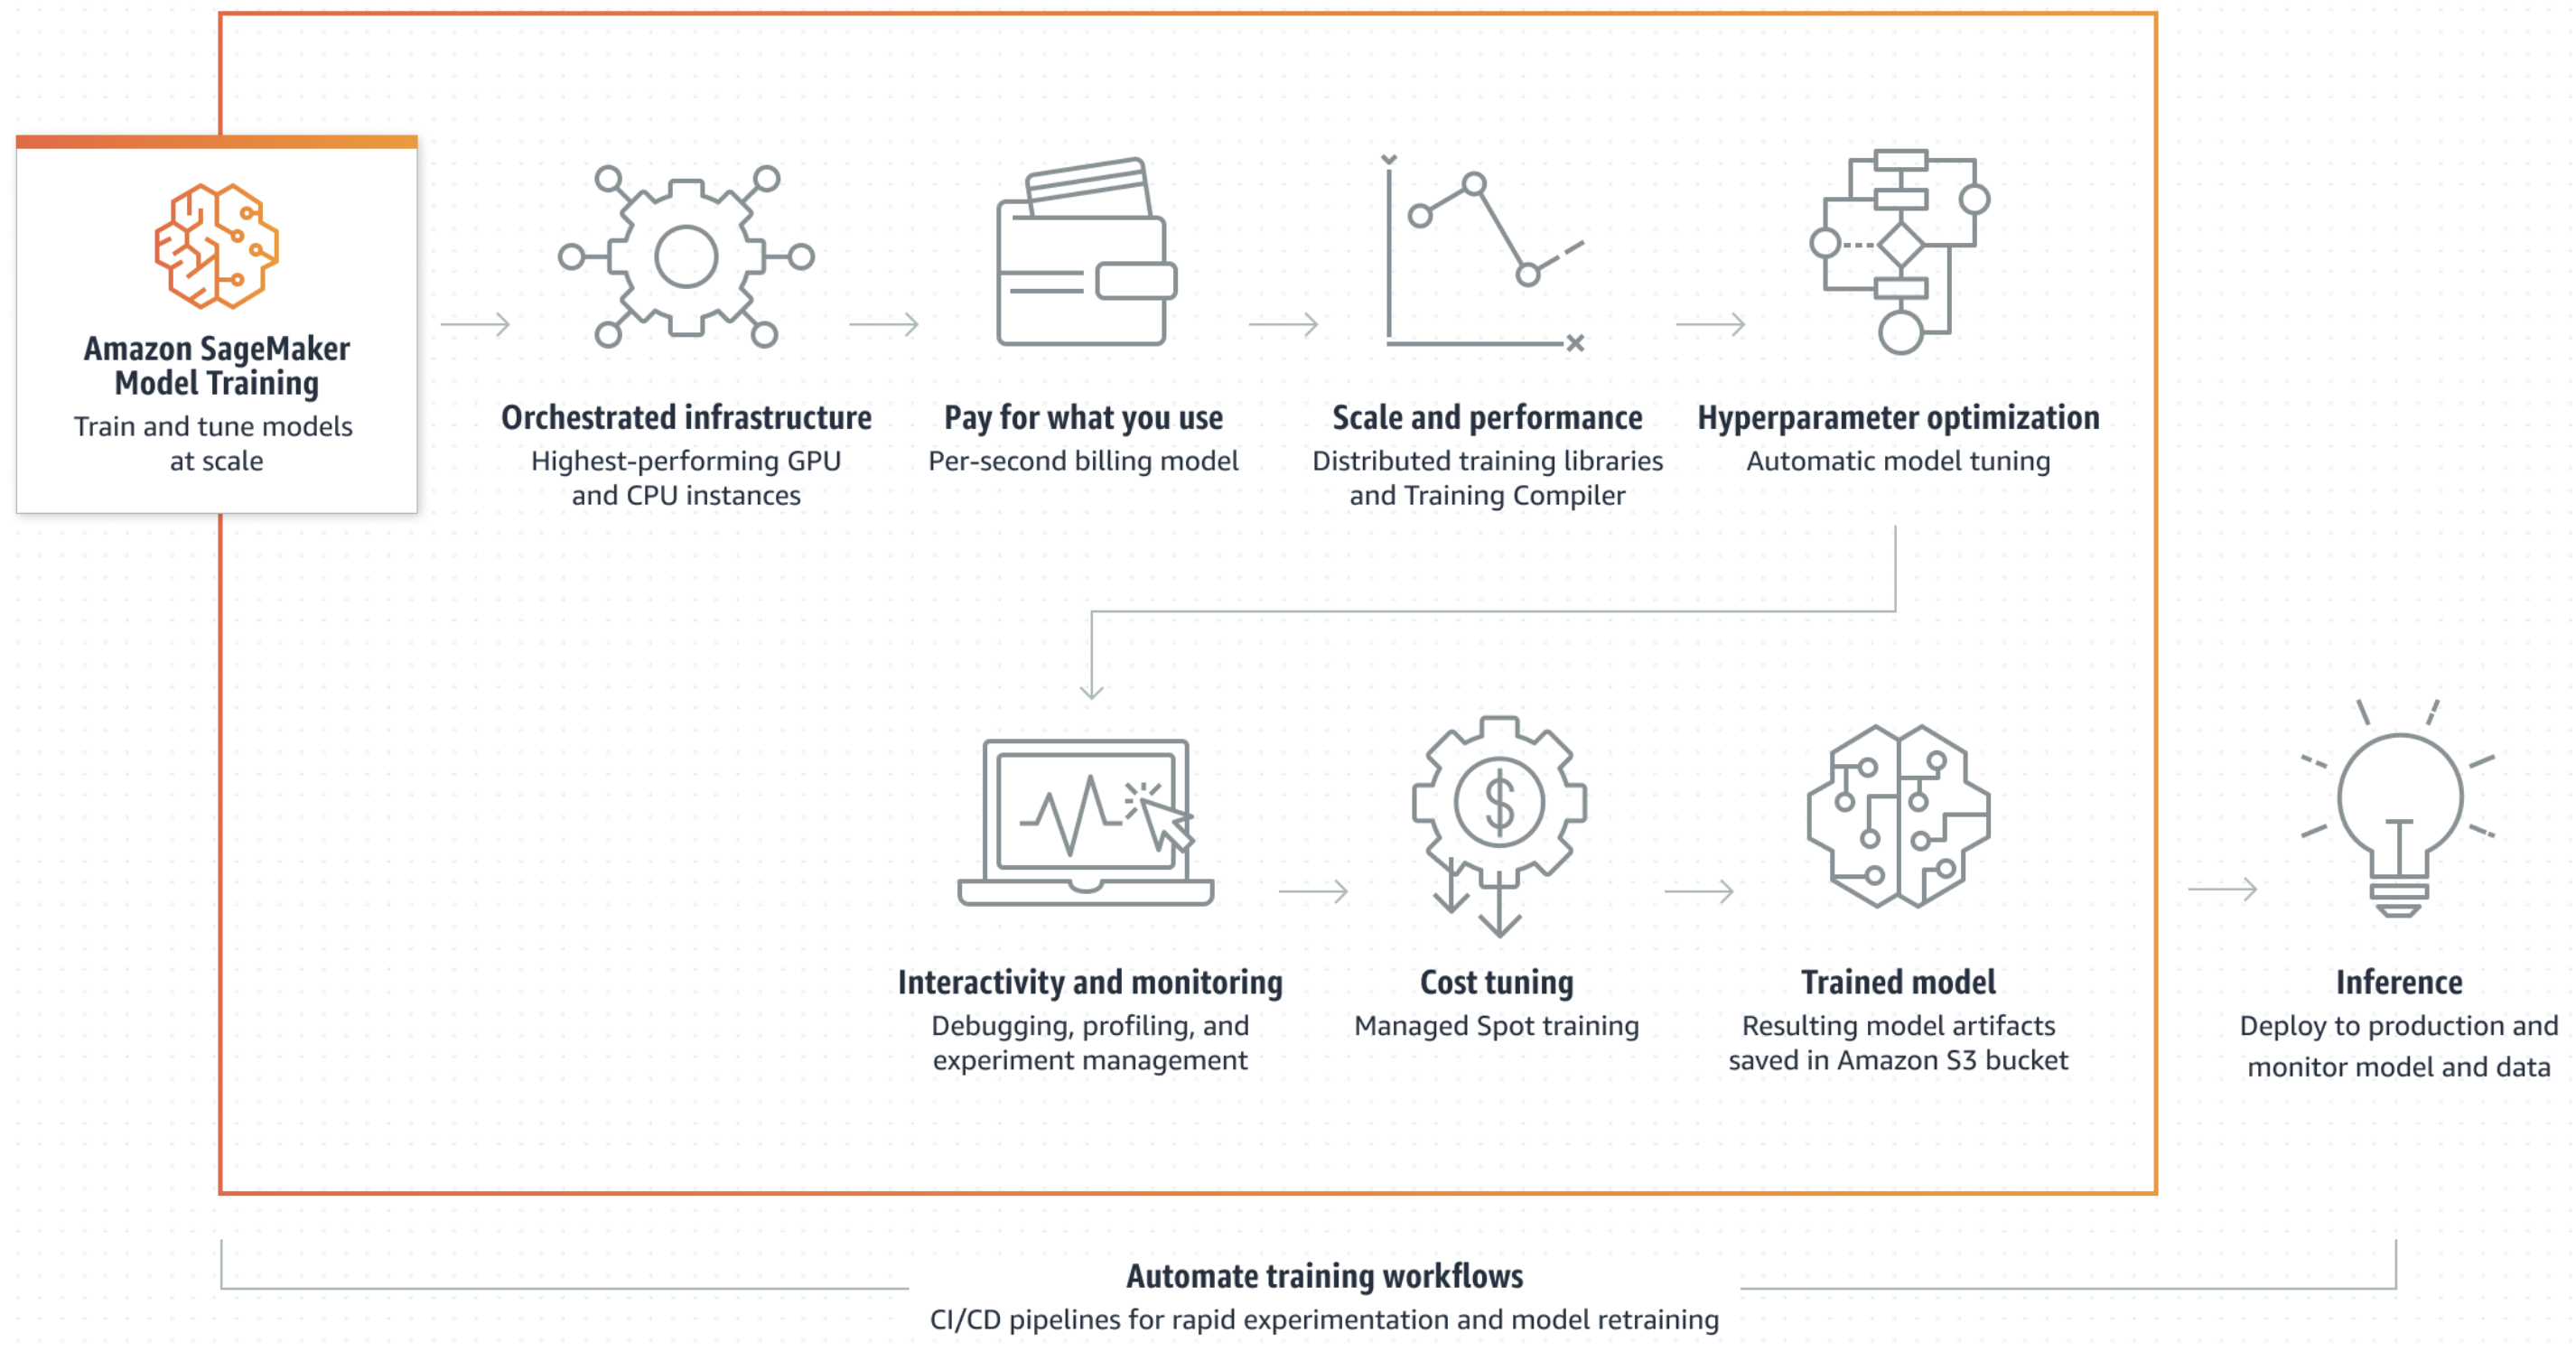 Amazon SageMaker
Model Training
Train and tune models
at scale
Orchestrated infrastructure
Highest-performing GPU
and CPU instances
Pay for what you use
Per-second billing model
Scale and performance
Distributed training libraries
and Training Compiler
Hyperparameter optimization
Automatic model tuning
Interactivity and monitoring
Debugging, profiling, and
experiment management
Cost tuning
Managed Spot training
Trained model
Resulting model artifacts
saved in Amazon S3 bucket
Inference
Deploy to production and
monitor model and data
Automate training workflows
CI/CD pipelines for rapid experimentation and model retraining